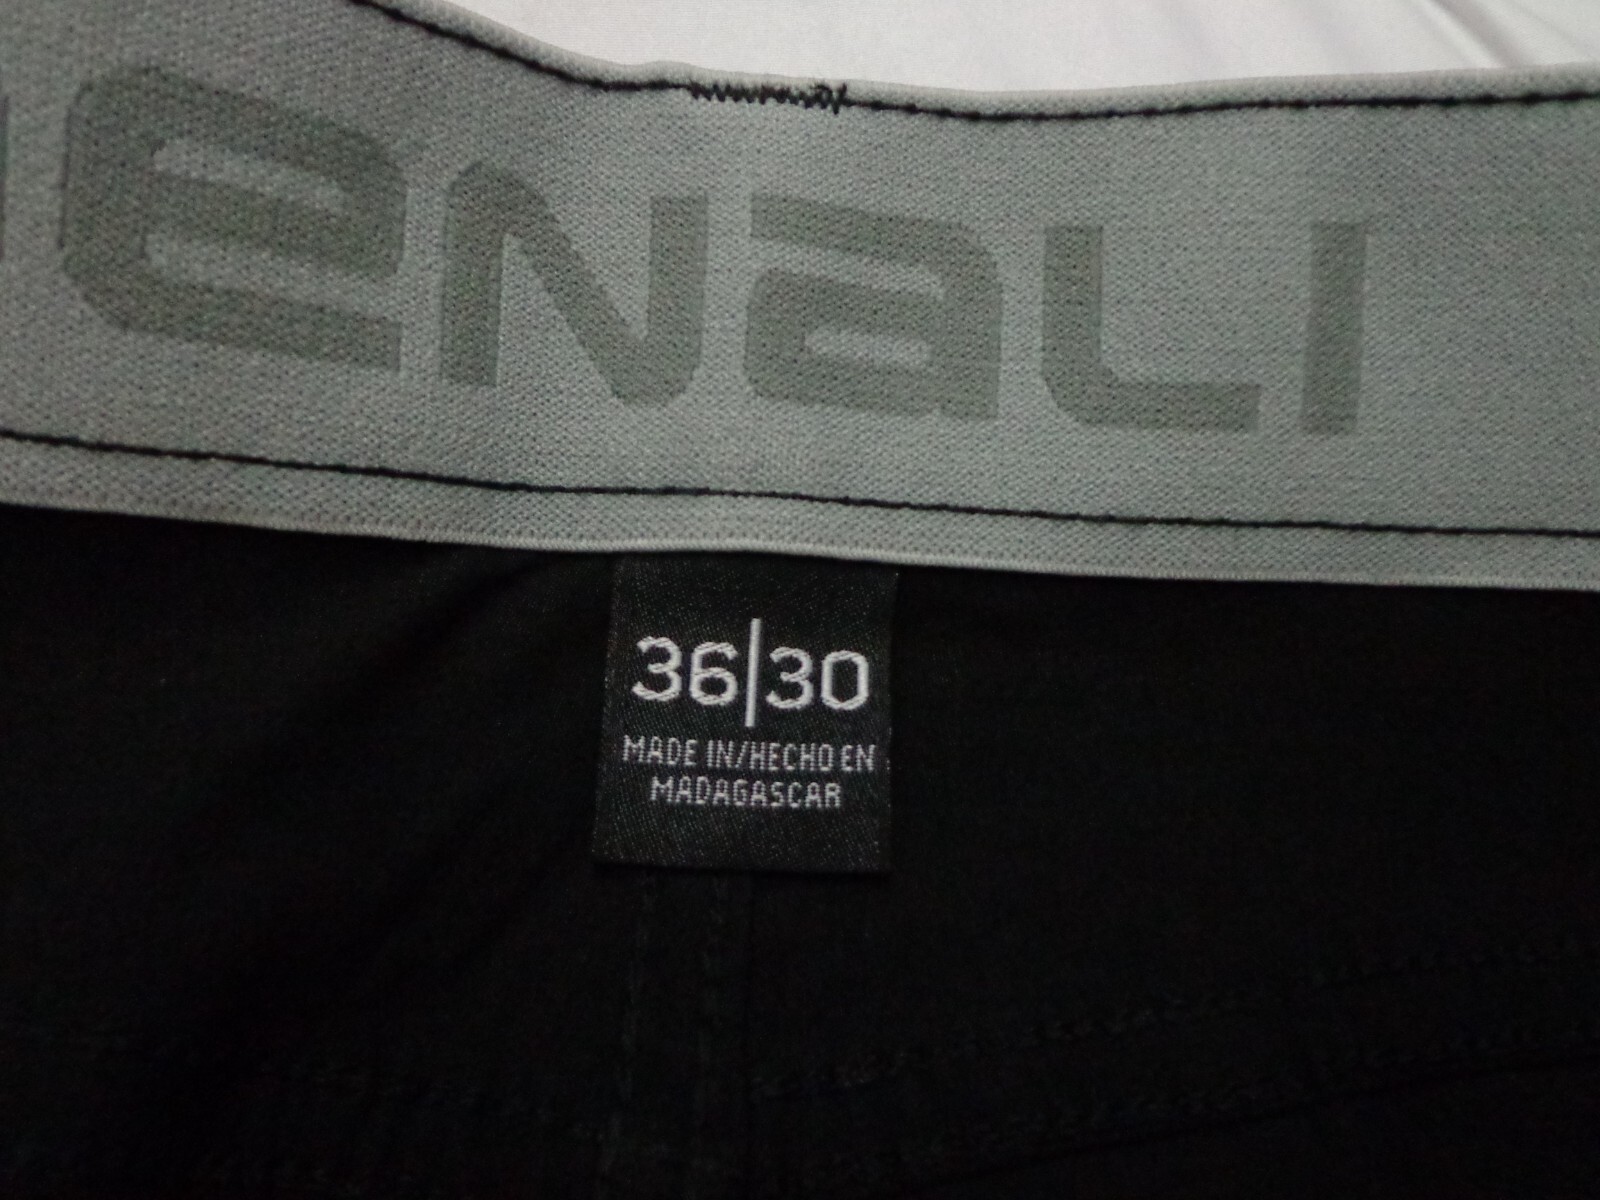 eNaLI
36|30
MADE IN/HECHO EN
MADAGASCAR